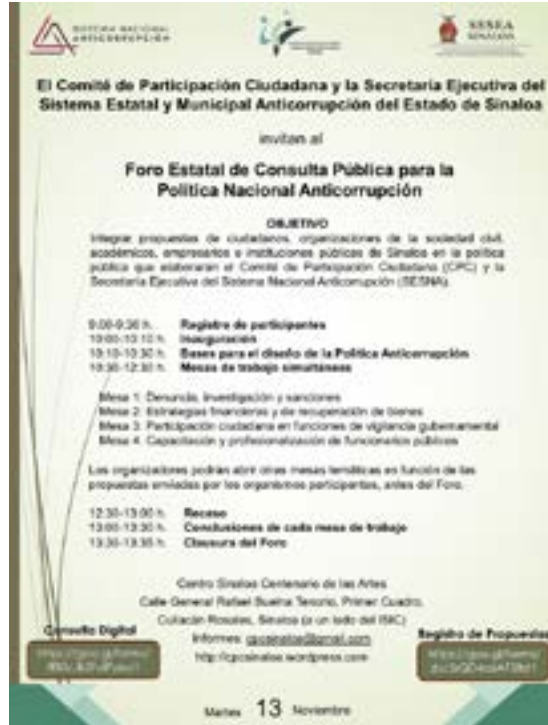 SISTEMA NACIONAL
ANTICORRUPCIÓN
SESEA
SINALOA
El Comité de Participación Ciudadana y la Secretaría Ejecutiva del
Sistema Estatal y Municipal Anticorrupción del Estado de Sinaloa
invitan al
Foro Estatal de Consulta Pública para la
Política Nacional Anticorrupción
OBJETIVO
Integrar propuestas de ciudadanos, organizaciones de la sociedad civil,
académicos, empresarios e instituciones públicas de Sinaloa en la política
pública que elaboraran el Comité de Participación Ciudadana (CPC) y la
Secretaría Ejecutiva del Sistema Nacional Anticorrupción (SESNA).
9:00-9:30 h. Registro de participantes
10:00-10:10 h. Inauguración
10:10-10:30 h. Bases para el diseño de la Política Anticorrupción
10:30-12:30 h. Mesas de trabajo simultáneas
Mesa 1: Denuncia, investigación y sanciones
Mesa 2: Estrategias financieras y de recuperación de bienes
Mesa 3: Participación ciudadana en funciones de vigilancia gubernamental
Mesa 4: Capacitación y profesionalización de funcionarios públicos
Los organizadores podrían abrir otras mesas temáticas en función de las
propuestas enviadas por los organismos participantes, antes del Foro.
12:30-13:00 h. Receso
13:00-13:30 h. Conclusiones de cada mesa de trabajo
13:30-13:35 h. Clausura del Foro
Centro Sinaloa Centenario de las Artes
Calle General Rafael Buelna Tenorio, Primer Cuadro,
Culiacán Rosales, Sinaloa (a un lado del ISIC)
Informes: cpcsinaloa@gmail.com
http://cpcsinaloa.wordpress.com
Consulta Digital
Registro de Propuestas
Martes 13 Noviembre